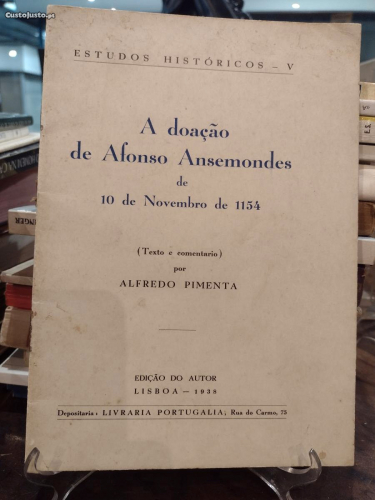 CustoJusto.pt
ESTUDOS HISTÓRICOS – V
A doação
de Afonso Ansemondes
de
10 de Novembro de 1154
(Texto e comentario)
por
ALFREDO PIMENTA
EDIÇÃO DO AUTOR
LISBOA – 1938
Depositaria: LIVRARIA PORTUGALIA; Rua do Carmo, 75